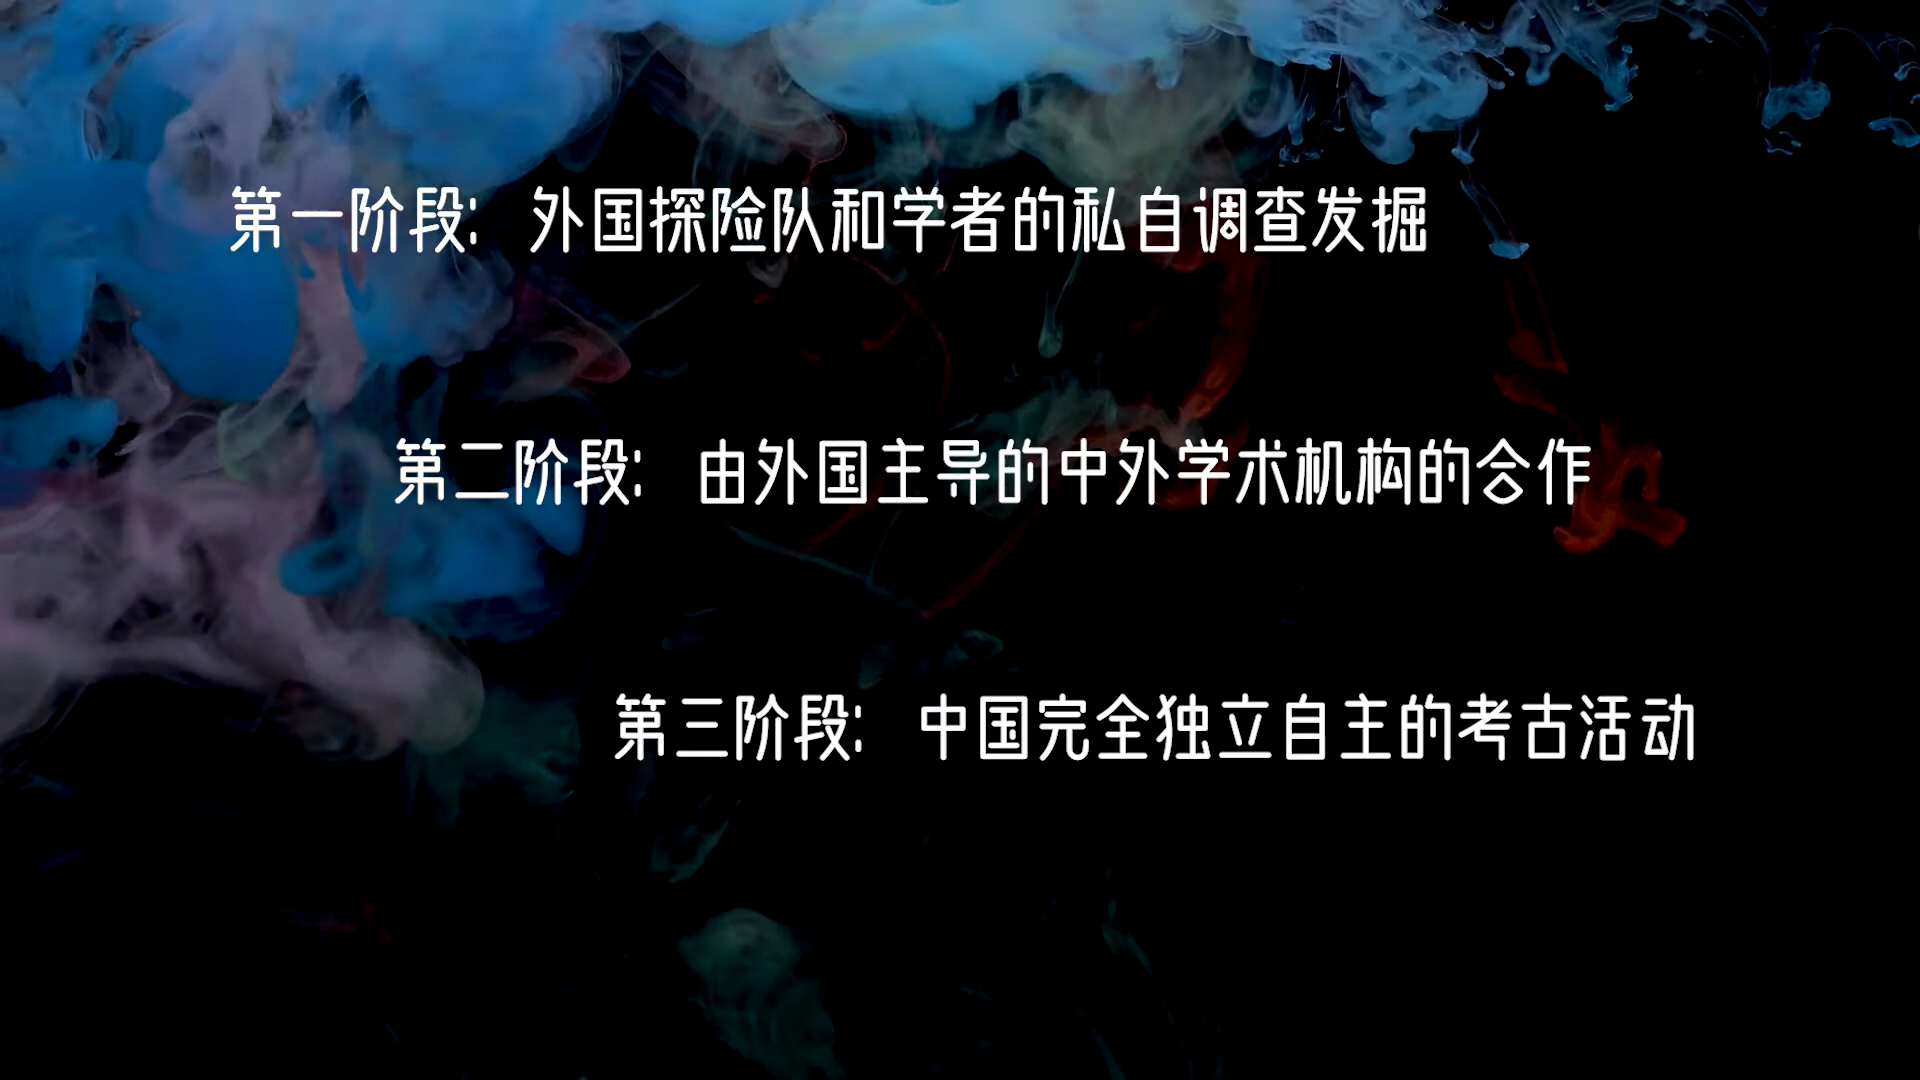 第一阶段：外国探险队和学者的私自调查发掘
第二阶段：由外国主导的中外学术机构的合作
第三阶段：中国完全独立自主的考古活动